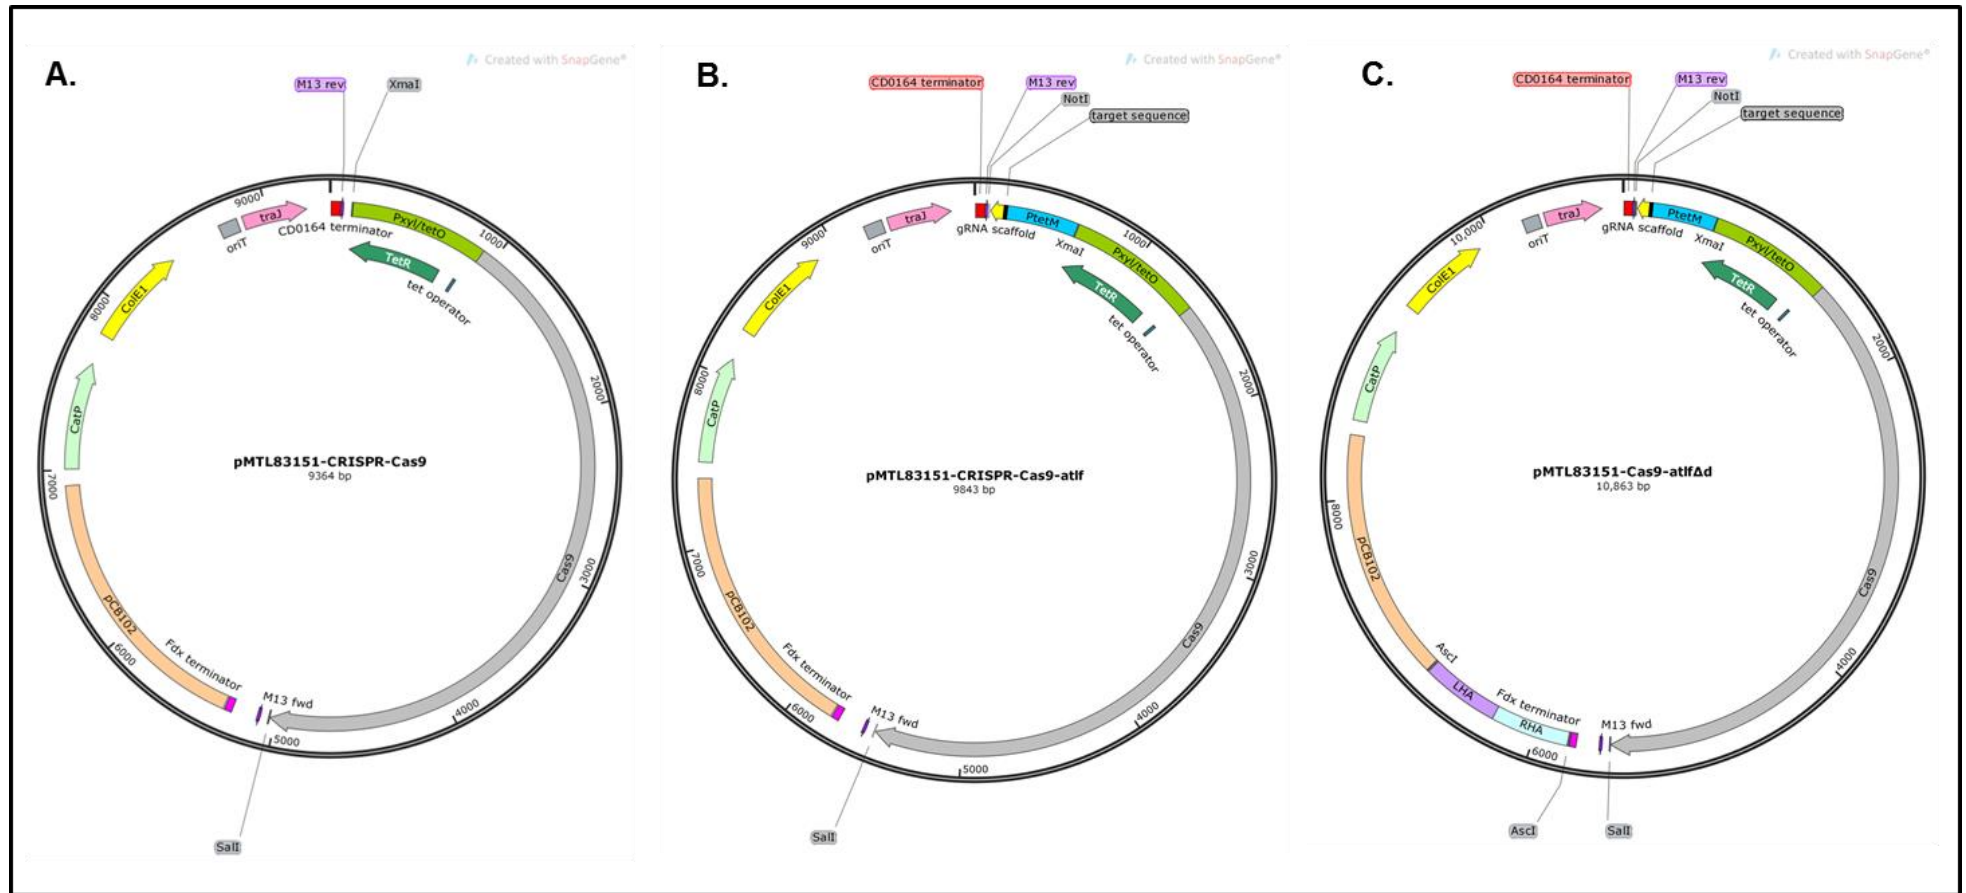 A.
Created with SnapGene®
M13 rev
XmaI
9000
traJ
oriT
CD0164 terminator
PxyI/tetO
1000
TetR
tet operator
ColE1
8000
CatP
2000
pMTL83151-CRISPR-Cas9
9364 bp
7000
Cas9
3000
pCB102
6000
Fdx terminator
M13 fwd
4000
5000
SalI
B.
Created with SnapGene®
CD0164 terminator
M13 rev
NotI
target sequence
9000
traJ
oriT
gRNA scaffold
PtetM
XmaI
1000
PxyI/tetO
TetR
tet operator
ColE1
8000
CatP
2000
pMTL83151-CRISPR-Cas9-atlf
9843 bp
7000
3000
pCB102
Cas9
Fdx terminator
6000
M13 fwd
4000
5000
SalI
C.
Created with SnapGene®
CD0164 terminator
M13 rev
NotI
target sequence
10,000
traJ
oriT
gRNA scaffold
PtetM
XmaI
PxyI/tetO
TetR
tet operator
ColE1
2000
CatP
pMTL83151-Cas9-atlfΔd
10,863 bp
8000
pCB102
Cas9
AscI
LHA
Fdx terminator
RHA
M13 fwd
4000
6000
AscI
SalI